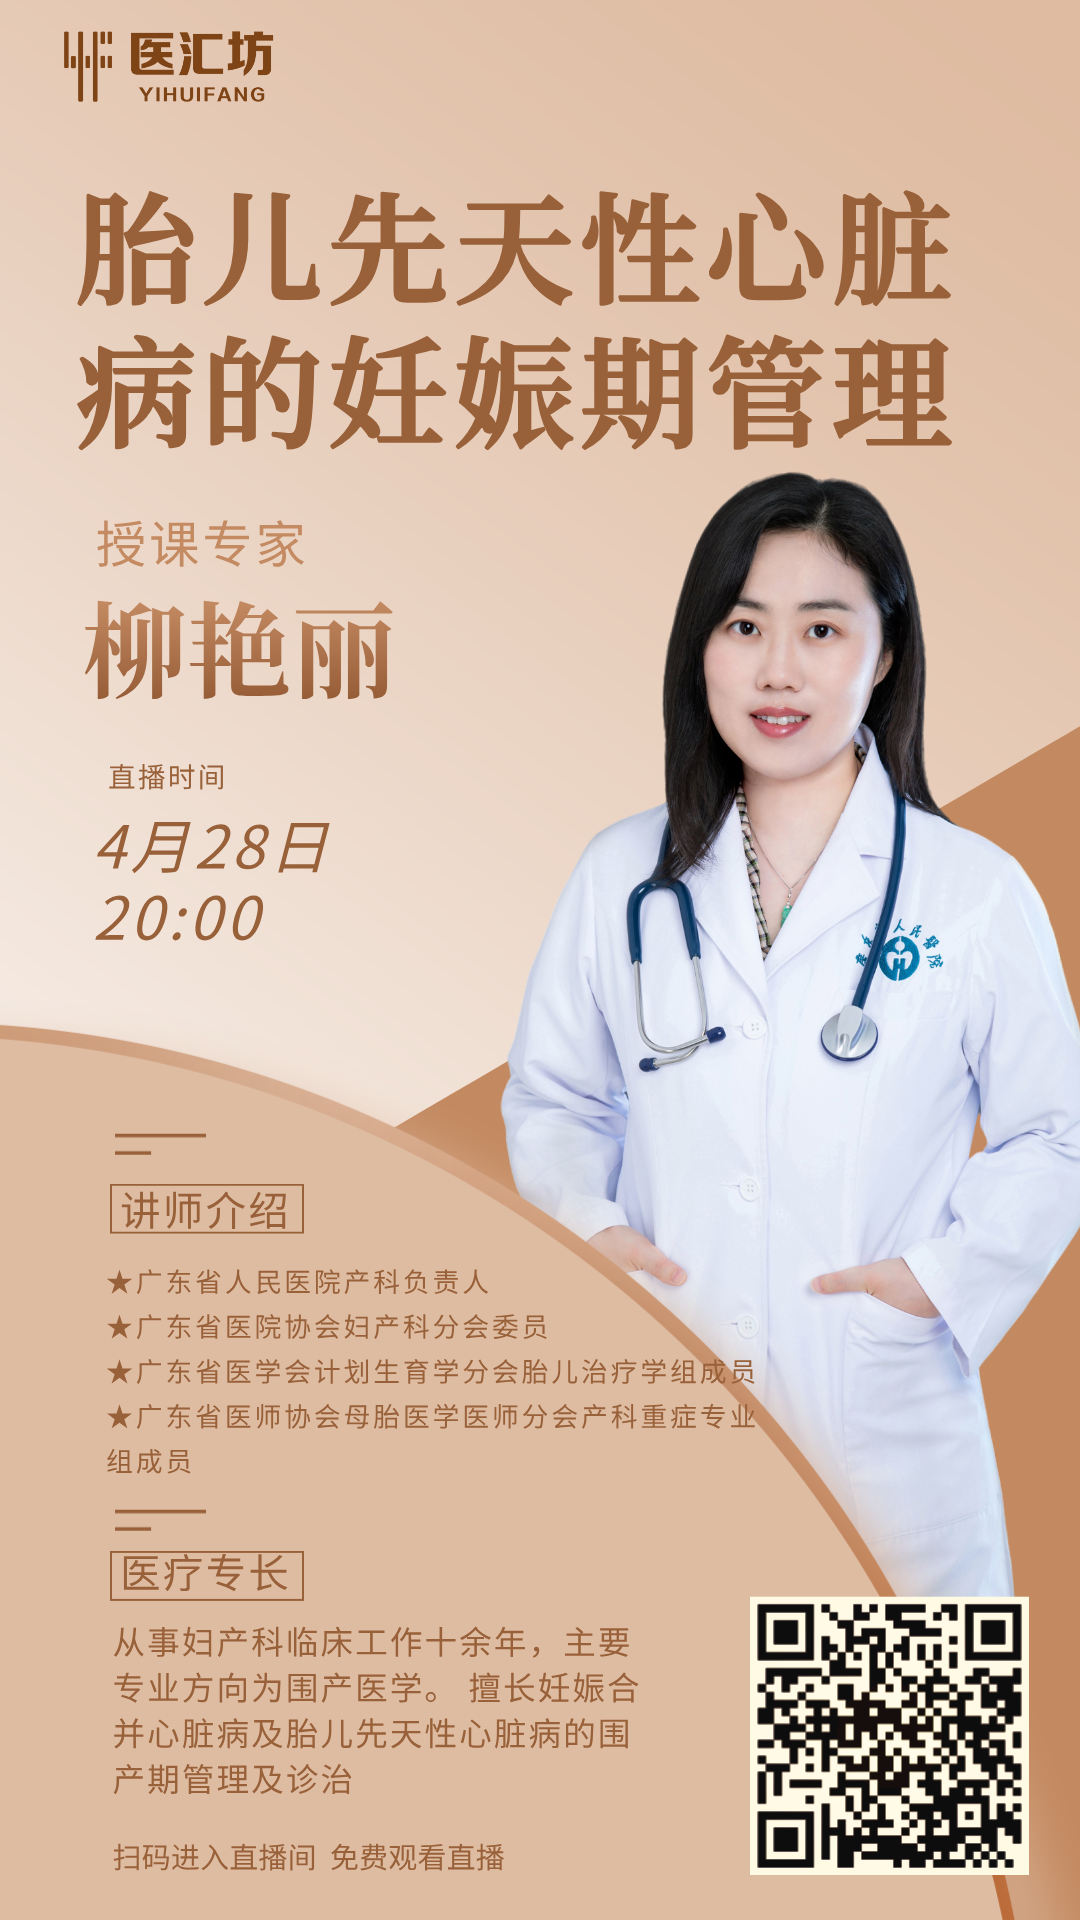 医汇坊
YIHUIFANG
胎儿先天性心脏
病的妊娠期管理
授课专家
柳艳丽
直播时间
4月28日
20:00
人民醫院
讲师介绍
★广东省人民医院产科负责人
★广东省医院协会妇产科分会委员
★广东省医学会计划生育学分会胎儿治疗学组成员
★广东省医师协会母胎医学医师分会产科重症专业
组成员
医疗专长
从事妇产科临床工作十余年，主要
专业方向为围产医学。 擅长妊娠合
并心脏病及胎儿先天性心脏病的围
产期管理及诊治
扫码进入直播间 免费观看直播